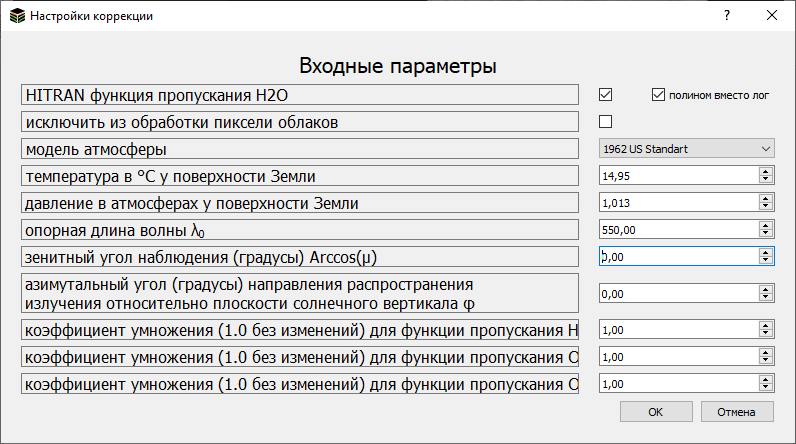 Настройки коррекции
Входные параметры
HITRAN функция пропускания H2O
полином вместо лог
исключить из обработки пиксели облаков
модель атмосферы
1962 US Standart
температура в °C у поверхности Земли
14,95
давление в атмосферах у поверхности Земли
1,013
опорная длина волны λ₀
550,00
зенитный угол наблюдения (градусы) Arccos(μ)
0,00
азимутальный угол (градусы) направления распространения
излучения относительно плоскости солнечного вертикала φ
0,00
коэффициент умножения (1.0 без изменений) для функции пропускания H
1,00
коэффициент умножения (1.0 без изменений) для функции пропускания O
1,00
коэффициент умножения (1.0 без изменений) для функции пропускания O
1,00
OK
Отмена